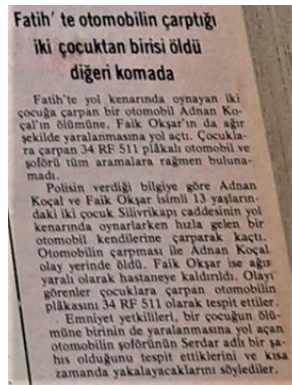 Fatih' te otomobilin çarptığı
iki çocuktan birisi öldü
diğeri komada
Fatih'te yol kenarında oynayan iki
çocuğa çarpan bir otomobil Adnan Ko-
çal'ın ölümüne, Faik Okşar'ın da ağır
şekilde yaralanmasına yol açtı. Çocukla-
ra çarpan 34 RF 511 plâkalı otomobil ve
şoförü tüm aramalara rağmen buluna-
madı.
Polisin verdiği bilgiye göre Adnan
Koçal ve Faik Okşar isimli 13 yaşların-
daki iki çocuk Silivrikapı caddesinin yol
kenarında oynarlarken hızla gelen bir
otomobil kendilerine çarparak kaçtı.
Otomobilin çarpması ile Adnan Koçal
olay yerinde öldü. Faik Okşar ise ağır
yaralı olarak hastaneye kaldırıldı. Olayı
görenler çocuklara çarpan otomobilin
plâkasını 34 RF 511 olarak tespit ettiler.
Emniyet yetkilileri, bir çocuğun ölü-
müne birinin de yaralanmasına yol açan
otomobilin şoförünün Serdar adlı bir şa-
hıs olduğunu tespit ettiklerini ve kısa
zamanda yakalayacaklarını söylediler.